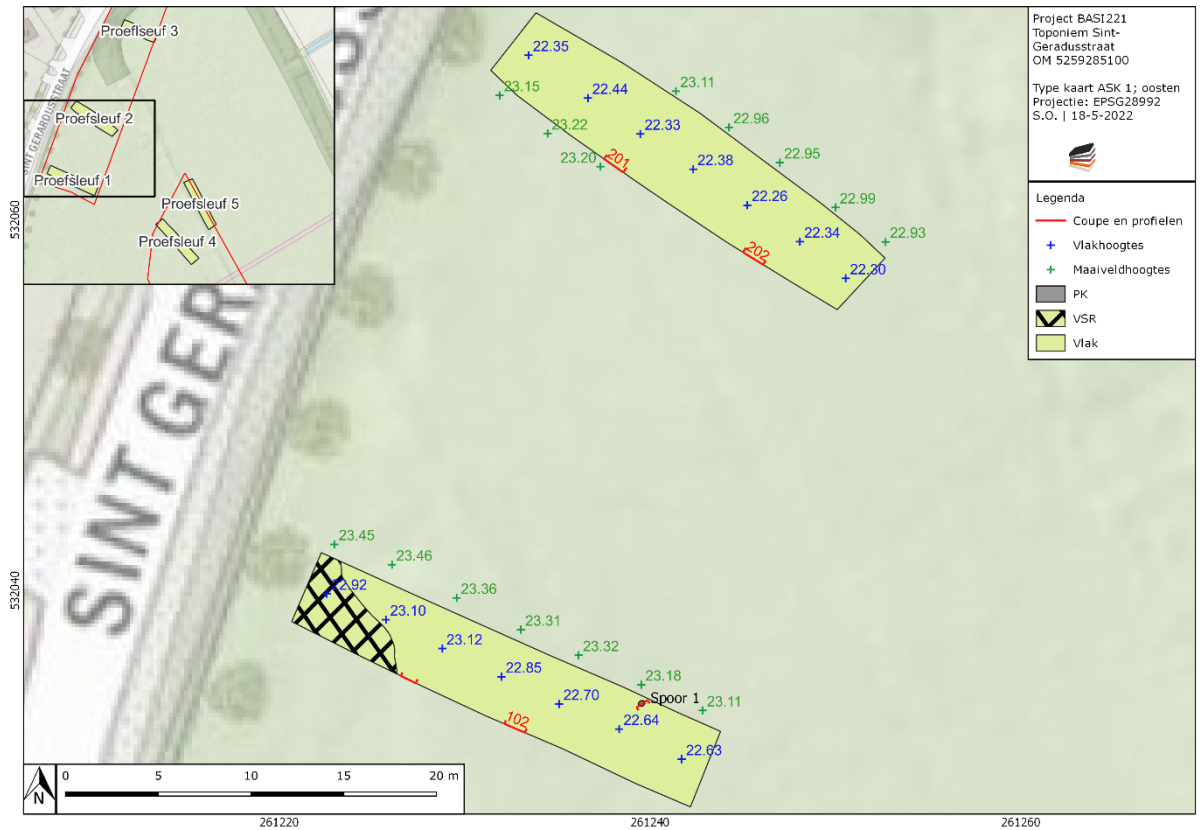 Proeflsleuf 3
Proefsleuf 2
Proefsleuf 1
Proefsleuf 5
Proefsleuf 4
SINT GERARDUSSTRAAT
Project BASI221
Toponiem Sint-
Geradusstraat
OM 5259285100
Type kaart ASK 1; oosten
Projectie: EPSG28992
S.O. | 18-5-2022
Legenda
Coupe en profielen
Vlakhoogtes
Maaiveldhoogtes
PK
VSR
Vlak
22.35
23.15
22.44
23.11
23.22
22.33
22.96
23.20
201
22.38
22.95
22.26
22.99
202
22.34
22.93
22.30
532060
SINT GER
532040
23.45
23.46
22.92
23.36
23.10
23.31
23.12
23.32
22.85
23.18
22.70
Spoor 1
23.11
102
22.64
22.63
N
0 5 10 15 20 m
261220 261240 261260